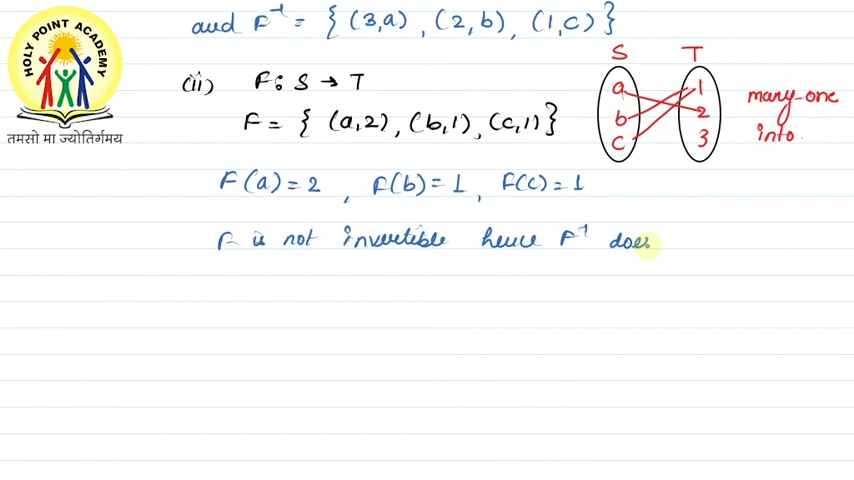 and F⁻¹ = { (3,a) , (2,b) , (1,c) }
HOLY POINT ACADEMY
तमसो मा ज्योतिर्गमय
(ii) F: S → T
F = { (a,2) , (b,1) , (c,1) }
S T
a 1
b 2
c 3
many-one
into
F(a) = 2 , F(b) = 1 , F(c) = 1
F is not invertible hence F⁻¹ does